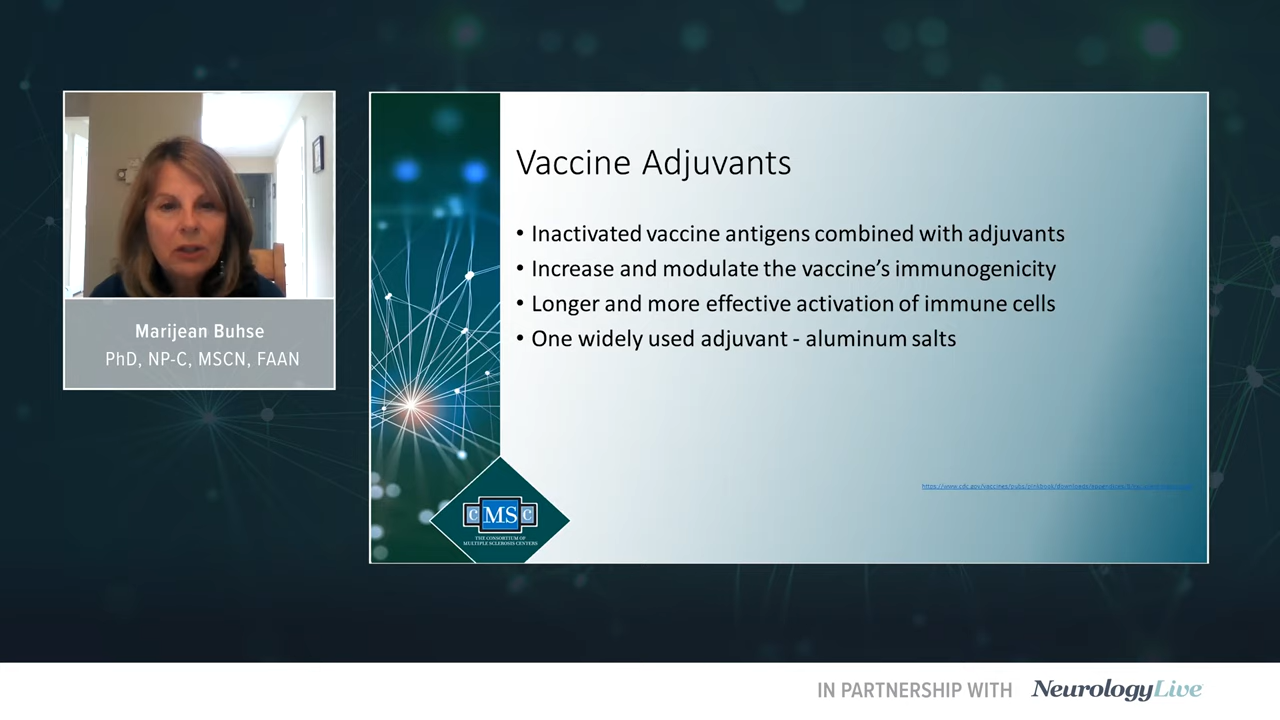 Marijean Buhse
PhD, NP-C, MSCN, FAAN
Vaccine Adjuvants
• Inactivated vaccine antigens combined with adjuvants
• Increase and modulate the vaccine's immunogenicity
• Longer and more effective activation of immune cells
• One widely used adjuvant - aluminum salts
CMSC
THE CONSORTIUM OF
MULTIPLE SCLEROSIS CENTERS
IN PARTNERSHIP WITH NeurologyLive